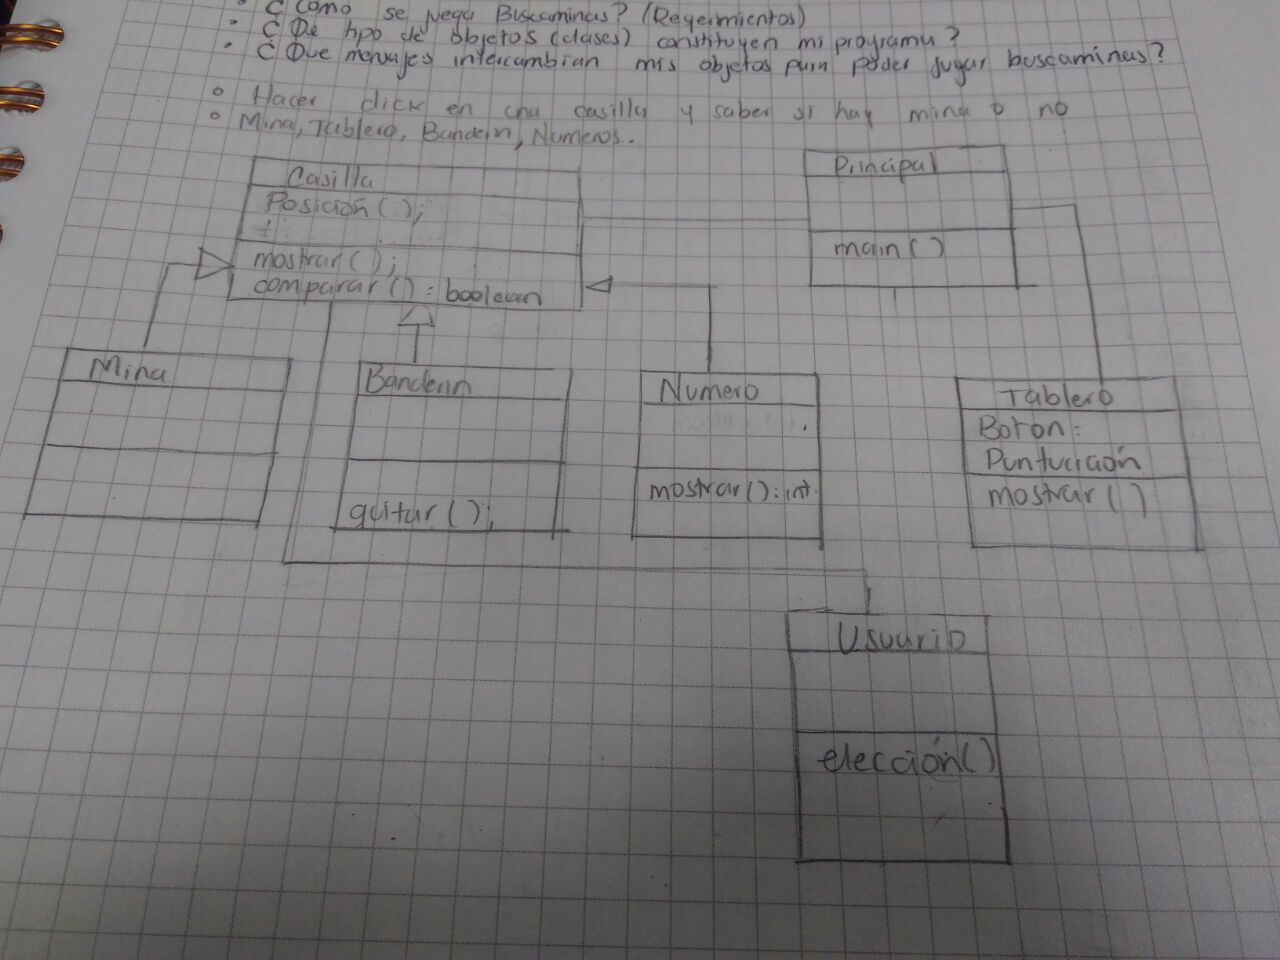 ¿Como se juega Buscaminas? (Reqerimientos)
¿De tipo de objetos (clases) constituyen mi programa?
¿Que mensajes intercambian mis objetos para poder jugar buscaminas?
Hacer click en una casilla y saber si hay mina o no
Mina, Tablero, Banderin, Numeros.
Casilla
Posición();
mostrar();
comparar(): boolean
Principal
main()
Mina
Banderin
quitar();
Numero
mostrar(): int.
Tablero
Boton:
Puntuciaón
mostrar()
Usuario
elección()